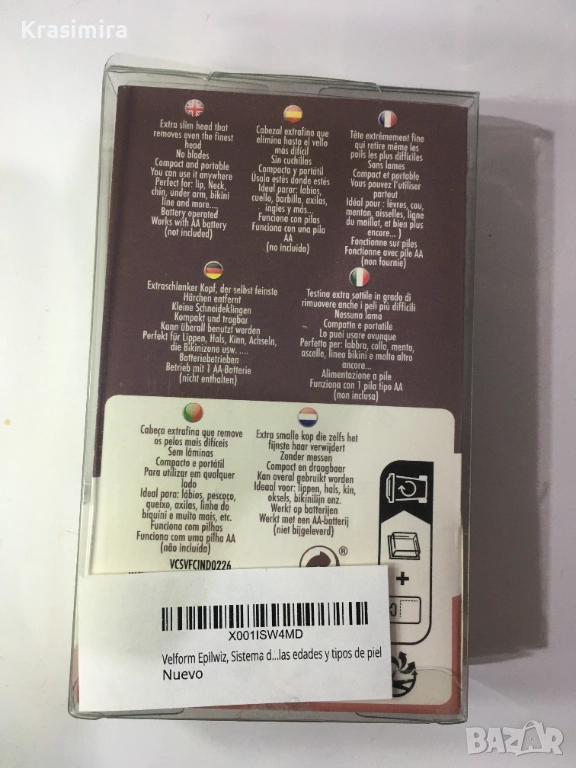 Krasimira
Extra slim head that
removes even the finest
head
No blades
Compact and portable
You can use it anywhere
Perfect for: lip, Neck,
chin, under arm, bikini
line and more...
Battery operated
Works with AA battery
(not included)
Cabezal extrafino que
elimina hasta el vello
más difícil
Sin cuchillas
Compacta y portátil
Úsala estés donde estés
Ideal parar: labios,
cuello, barbilla, axilas,
ingles y más...
Funciona con pilas
Funciona con una pila
AA
(no incluida)
Tête extrêmement fine
qui retire même les
poils les plus difficiles
Sans lames
Compact et portable
Vous pouvez l'utiliser
partout
Idéal pour : lèvres, cou,
menton, aisselles, ligne
du maillot, et bien plus
encore... )
Fonctionne sur piles
Fonctionne avec pile AA
(non fournie)
Extraschlanker Kopf, der selbst feinste
Härchen entfernt
Kleine Schneideklingen
Kompakt und tragbar
Kann überall benutzt werden
Perfekt für Lippen, Hals, Kinn, Achseln,
die Bikinizone usw. ....
Batteriebetrieben
Betrieb mit 1 AA-Batterie
(nicht enthalten)
Testina extra sottile in grado di
rimuovere anche i peli più difficili
Nessuna lama
Compatta e portatile
Lo puoi usare ovunque
Perfetta per: labbra, collo, mento,
ascella, linea bikini e molto altro
ancora...
Alimentazione a pile
Funziona con 1 pila tipo AA
(non inclusa)
Cabeça extrafina que remove
os pelos mais difíceis
Sem lâminas
Compacto e portátil
Para utilizar em qualquer
lado
Ideal para: lábios, pescoço,
queixo, axilas, linha do
biquíni e muito mais, etc.
Funciona com pilhas
Funciona com uma pilha AA
(não incluída)
Extra smalle kop die zelfs het
fijnste haar verwijdert
Zonder messen
Compact en draagbaar
Kan overal gebruikt worden
Ideaal voor: lippen, hals, kin,
oksels, bikinilijn enz.
Werkt op batterijen
Werkt met een AA-batterij
(niet bijgeleverd)
®
VCSVFCIND0226
+
X001ISW4MD
Velform Epilwiz, Sistema d...las edades y tipos de piel
Nuevo
BAZAR